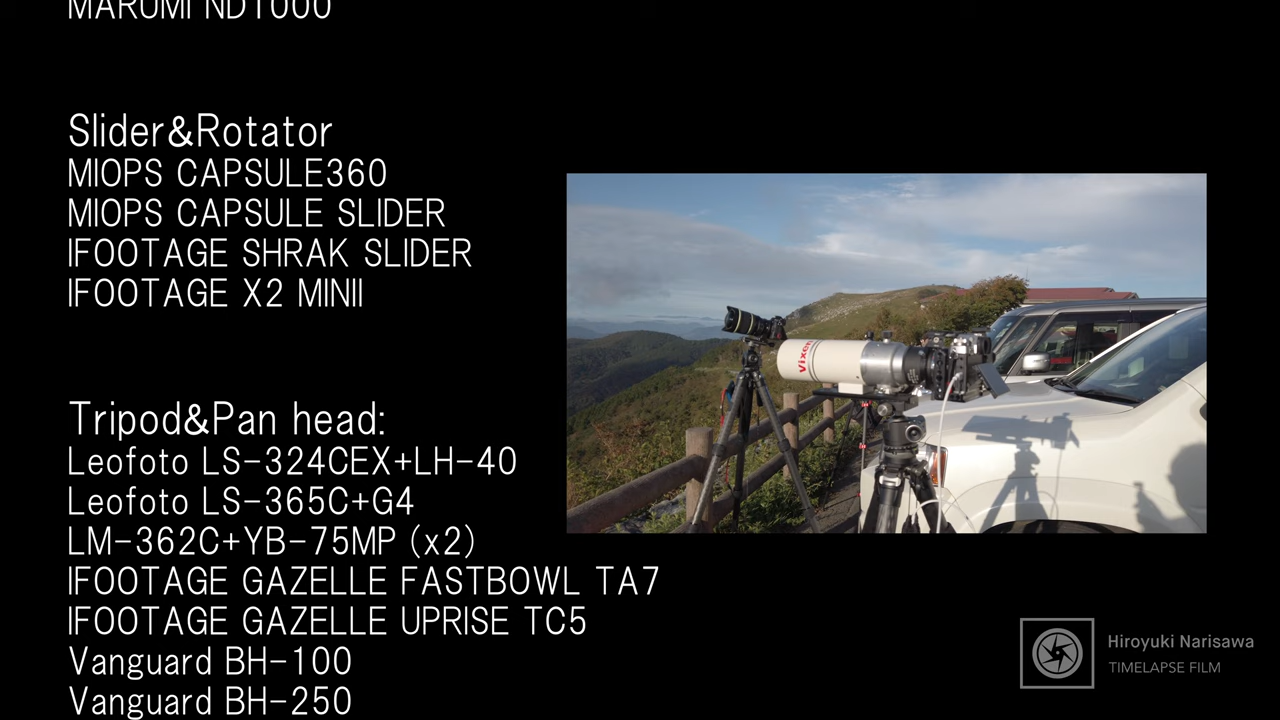 MARUMI ND1000
Slider&Rotator
MIOPS CAPSULE360
MIOPS CAPSULE SLIDER
IFOOTAGE SHRAK SLIDER
IFOOTAGE X2 MINIII
Tripod&Pan head:
Leofoto LS-324CEX+LH-40
Leofoto LS-365C+G4
LM-362C+YB-75MP (x2)
IFOOTAGE GAZELLE FASTBOWL TA7
IFOOTAGE GAZELLE UPRISE TC5
Vanguard BH-100
Vanguard BH-250
Vixen
Hiroyuki Narisawa
TIMELAPSE FILM